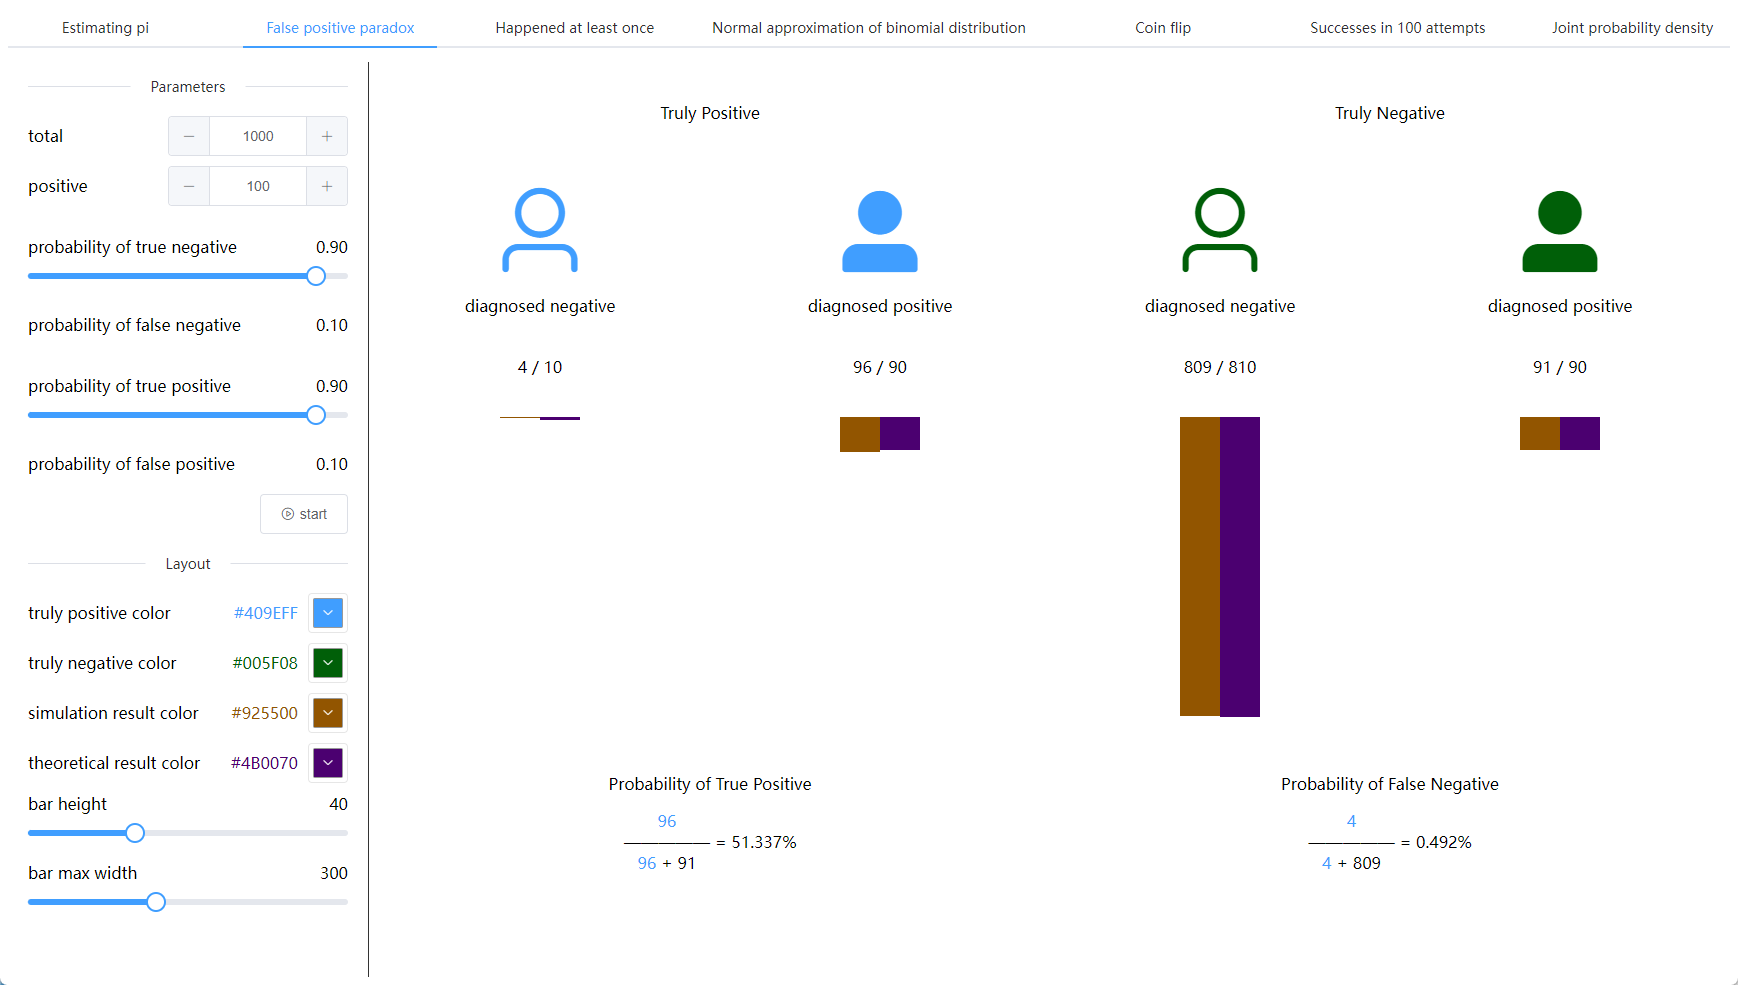 Estimating pi
False positive paradox
Happened at least once
Normal approximation of binomial distribution
Coin flip
Successes in 100 attempts
Joint probability density
Parameters
total
1000
positive
100
probability of true negative 0.90
probability of false negative 0.10
probability of true positive 0.90
probability of false positive 0.10
start
Layout
truly positive color #409EFF
truly negative color #005F08
simulation result color #925500
theoretical result color #4B0070
bar height 40
bar max width 300
Truly Positive
Truly Negative
diagnosed negative
diagnosed positive
diagnosed negative
diagnosed positive
4 / 10
96 / 90
809 / 810
91 / 90
Probability of True Positive
96
= 51.337%
96 + 91
Probability of False Negative
4
= 0.492%
4 + 809